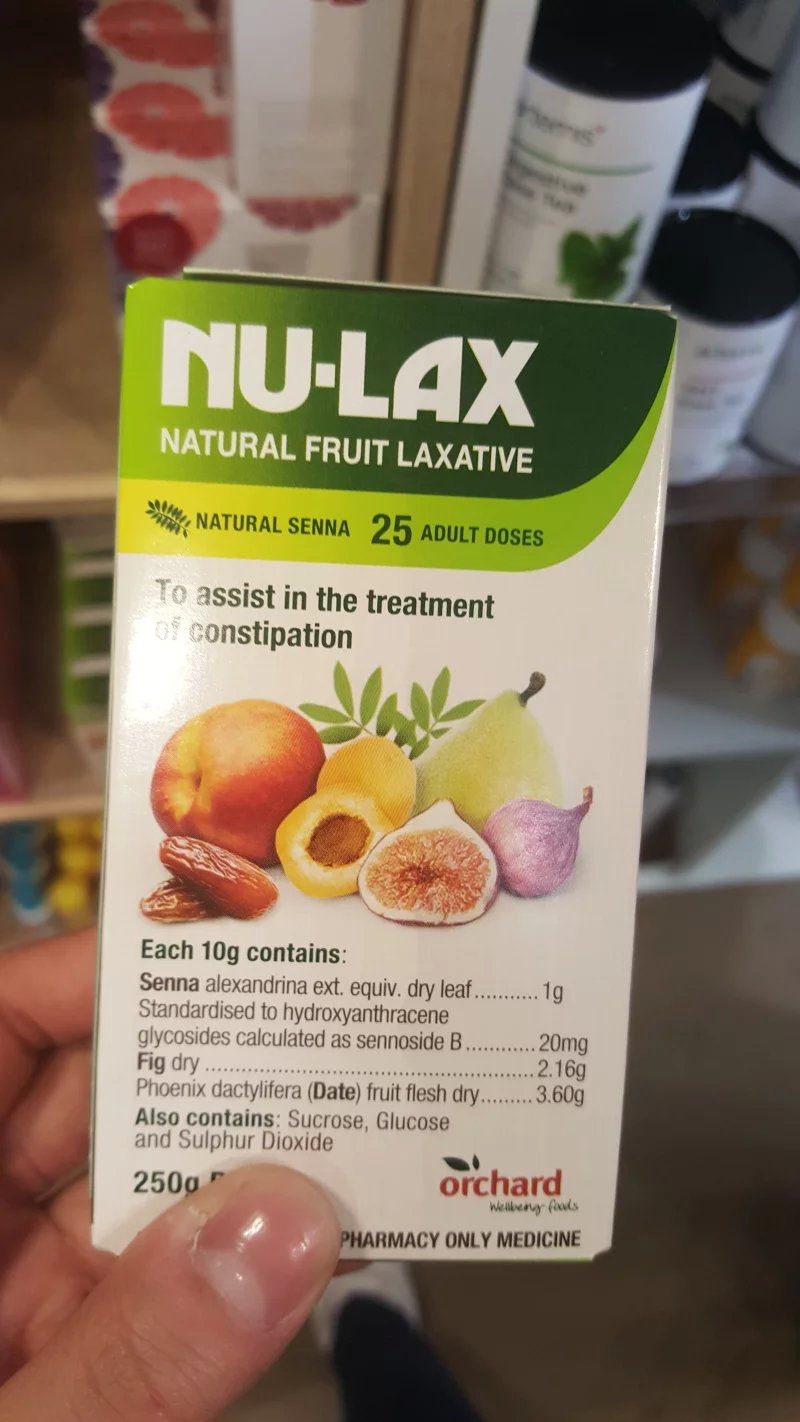 NU·LAX
NATURAL FRUIT LAXATIVE
NATURAL SENNA 25 ADULT DOSES
To assist in the treatment
of constipation
Each 10g contains:
Senna alexandrina ext. equiv. dry leaf........... 1g
Standardised to hydroxyanthracene
glycosides calculated as sennoside B............ 20mg
Fig dry ..................................................... 2.16g
Phoenix dactylifera (Date) fruit flesh dry......... 3.60g
Also contains: Sucrose, Glucose
and Sulphur Dioxide
250g
orchard
Wellbeing foods
PHARMACY ONLY MEDICINE